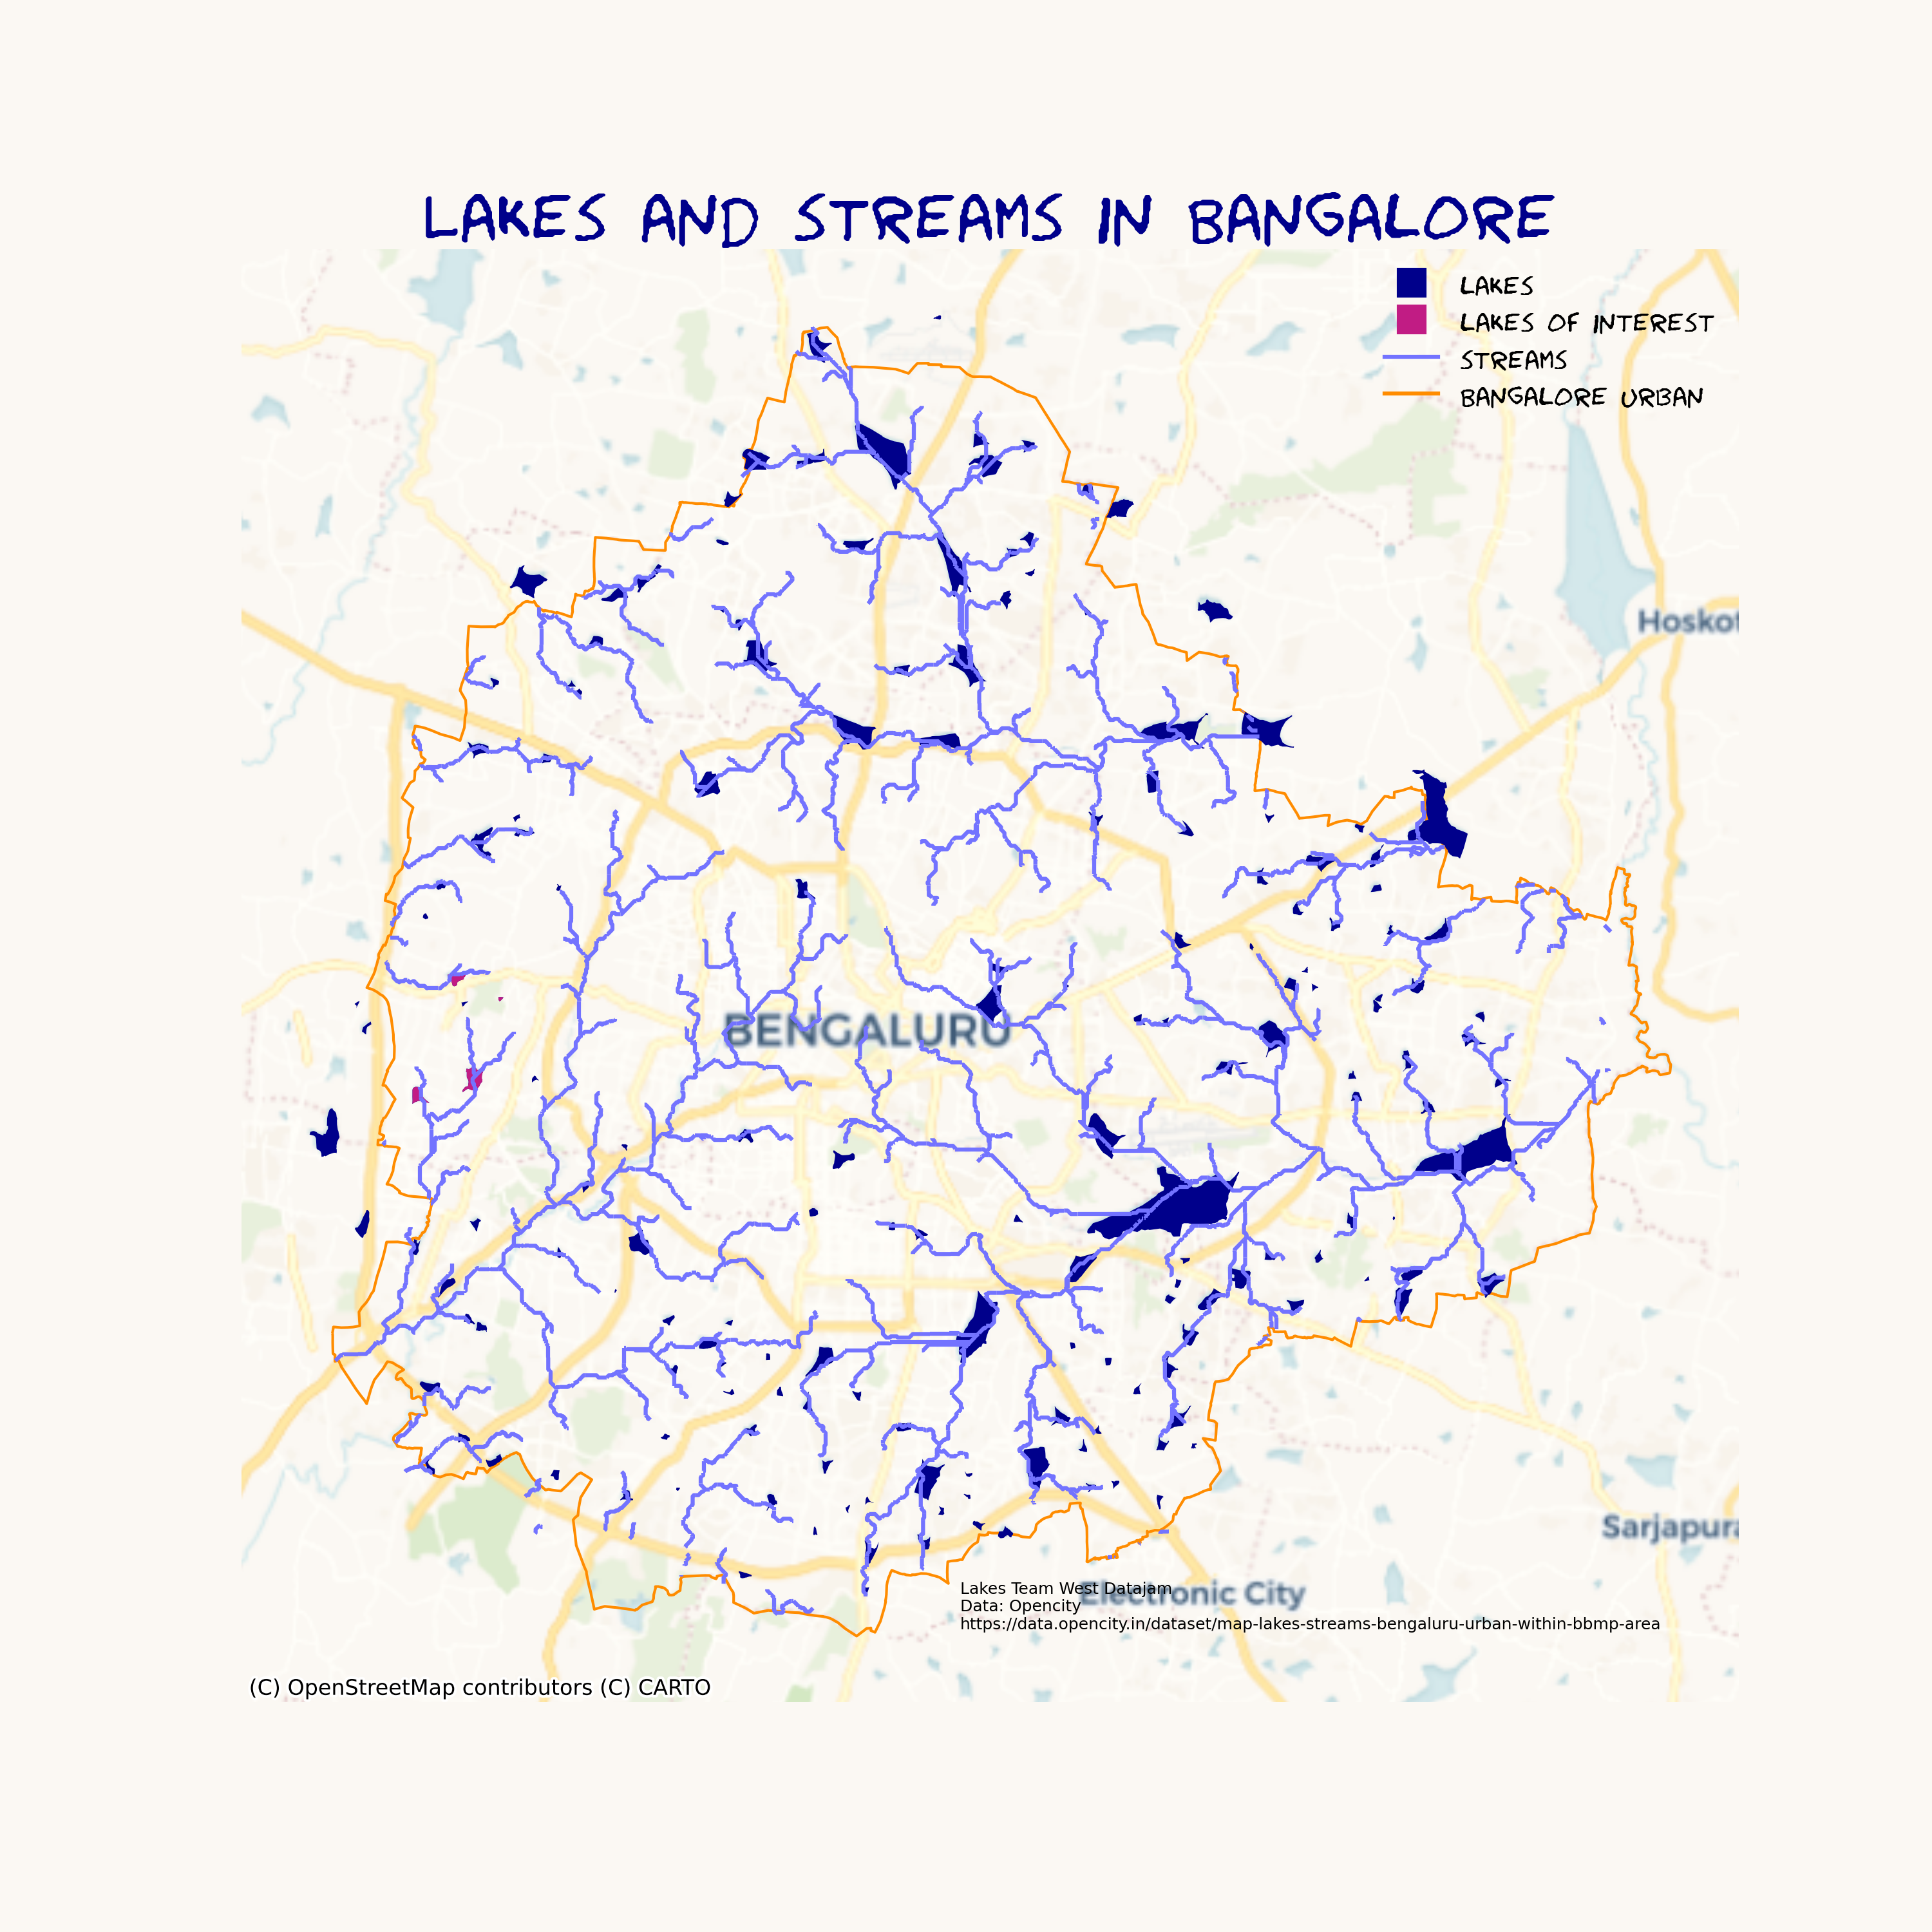 LAKES AND STREAMS IN BANGALORE
LAKES
LAKES OF INTEREST
STREAMS
BANGALORE URBAN
Hoskot
BENGALURU
Sarjapura
Electronic City
Lakes Team West Datajam
Data: Opencity
https://data.opencity.in/dataset/map-lakes-streams-bengaluru-urban-within-bbmp-area
(C) OpenStreetMap contributors (C) CARTO